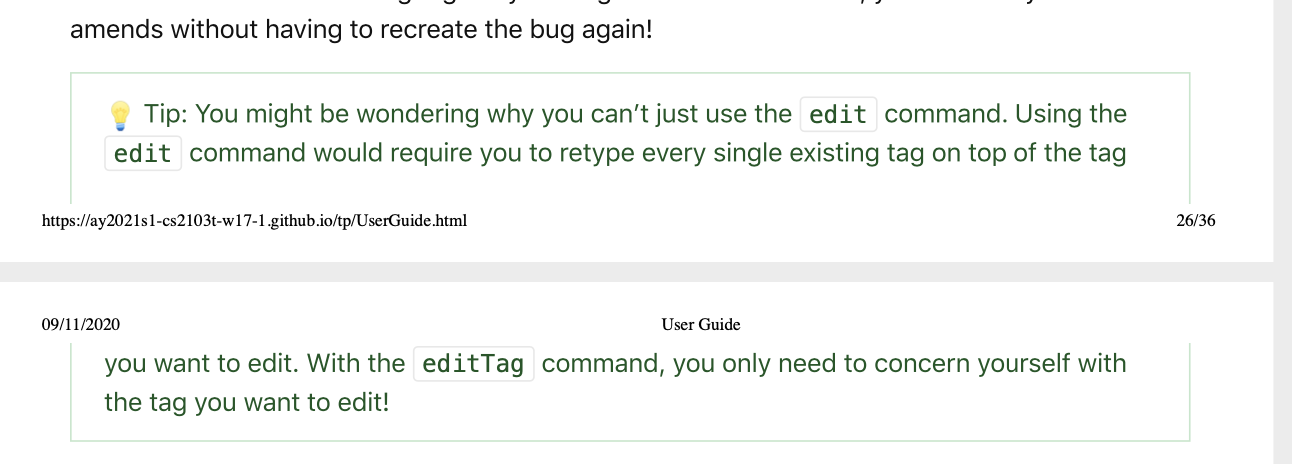 amends without having to recreate the bug again!
💡 Tip: You might be wondering why you can’t just use the edit command. Using the
edit command would require you to retype every single existing tag on top of the tag
https://ay2021s1-cs2103t-w17-1.github.io/tp/UserGuide.html 26/36
09/11/2020 User Guide
you want to edit. With the editTag command, you only need to concern yourself with
the tag you want to edit!